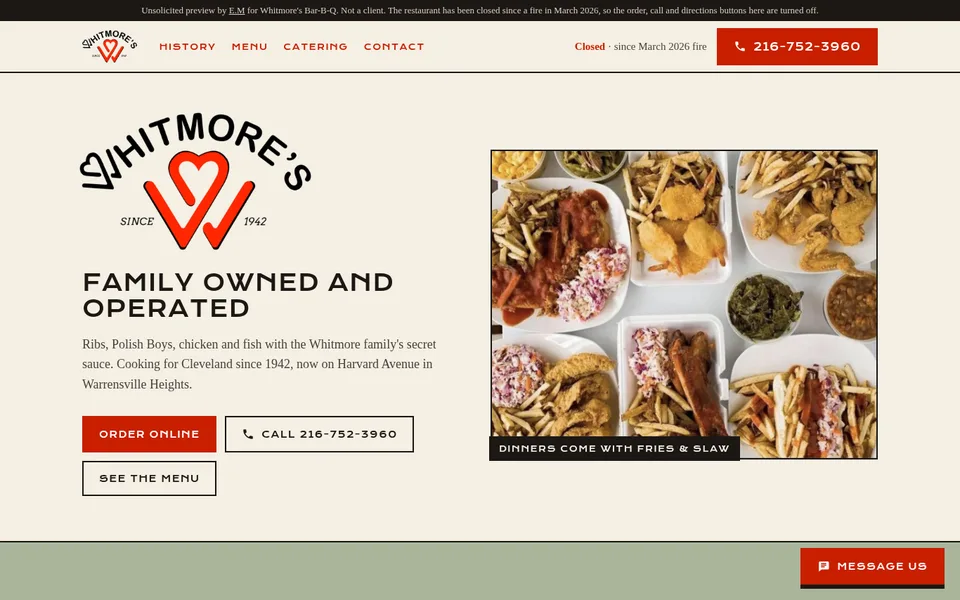 Unsolicited preview by E.M for Whitmore's Bar-B-Q. Not a client. The restaurant has been closed since a fire in March 2026, so the order, call and directions buttons here are turned off.
WHITMORE'S
HISTORY MENU CATERING CONTACT
Closed · since March 2026 fire
216-752-3960
WHITMORE'S
SINCE 1942
FAMILY OWNED AND
OPERATED
Ribs, Polish Boys, chicken and fish with the Whitmore family's secret
sauce. Cooking for Cleveland since 1942, now on Harvard Avenue in
Warrensville Heights.
ORDER ONLINE
CALL 216-752-3960
SEE THE MENU
DINNERS COME WITH FRIES & SLAW
MESSAGE US